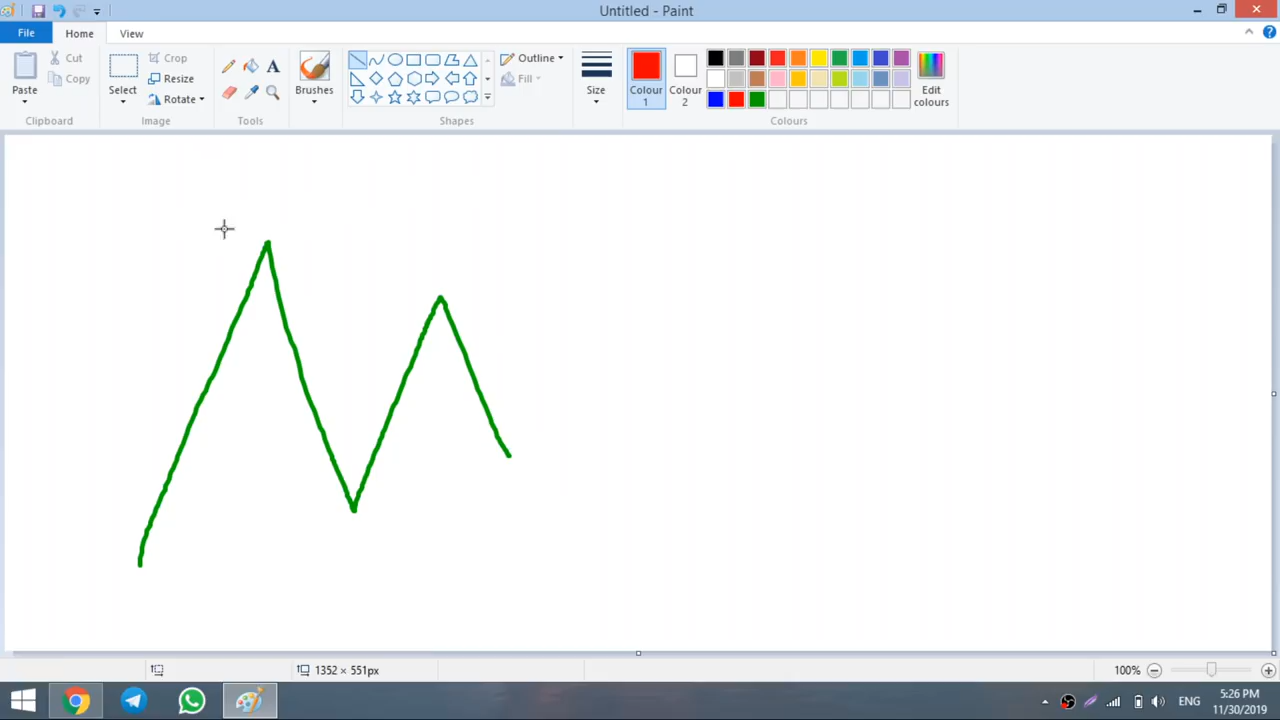 Untitled - Paint
File
Home
View
Paste
Cut
Copy
Clipboard
Select
Crop
Resize
Rotate
Image
A
Tools
Brushes
Outline
Fill
Shapes
Size
Colour
1
Colour
2
Edit
colours
Colours
1352 × 551px
100%
ENG
5:26 PM
11/30/2019